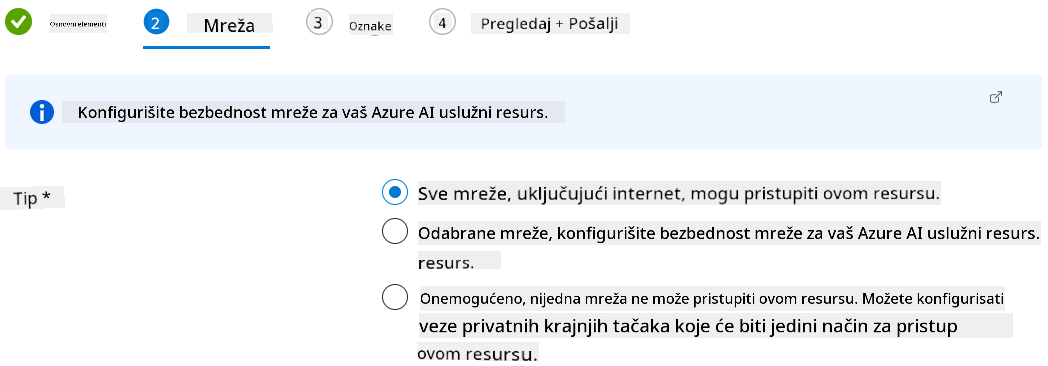 Osnovni elementi
2
Mreža
3
Oznake
4
Pregledaj + Pošalji
Konfigurišite bezbednost mreže za vaš Azure AI uslužni resurs.
Tip *
Sve mreže, uključujući internet, mogu pristupiti ovom resursu.
Odabrane mreže, konfigurišite bezbednost mreže za vaš Azure AI uslužni resurs.
resurs.
Onemogućeno, nijedna mreža ne može pristupiti ovom resursu. Možete konfigurisati
veze privatnih krajnjih tačaka koje će biti jedini način za pristup
ovom resursu.